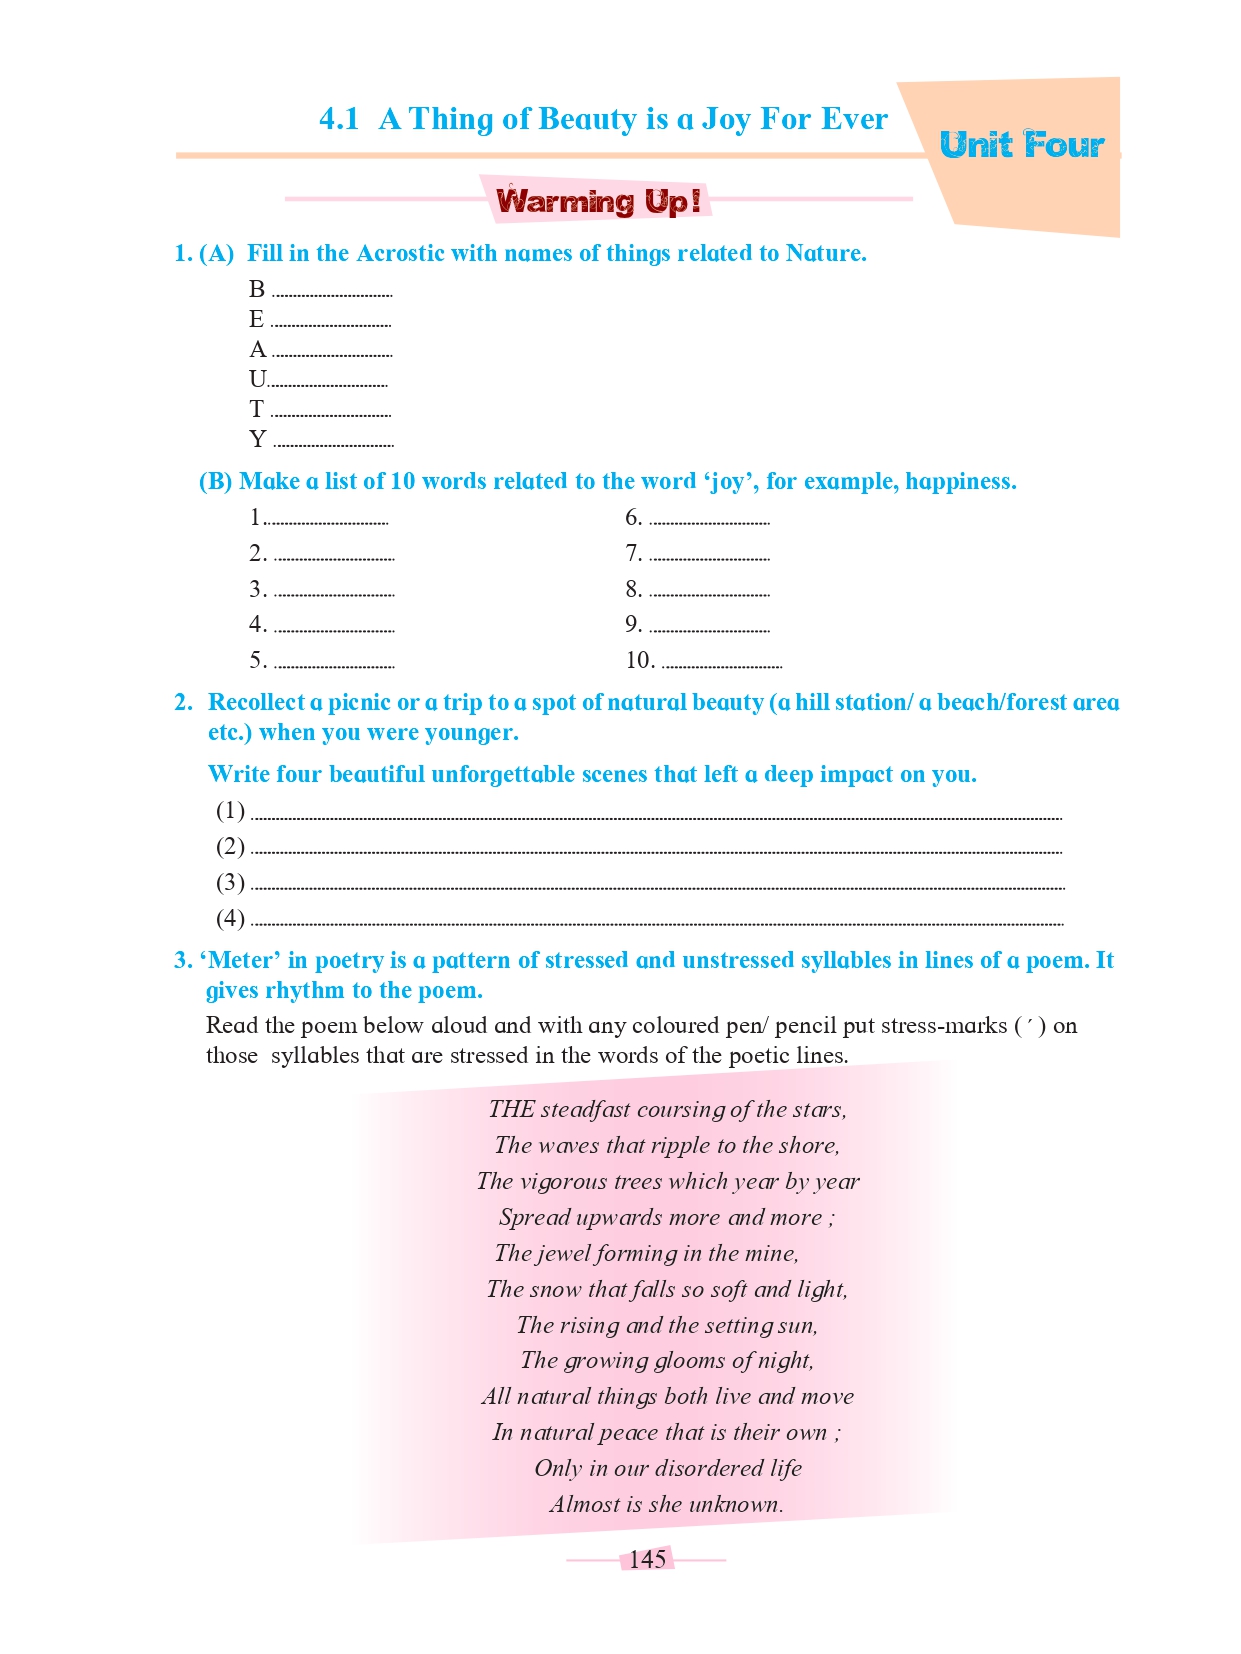 4.1 A Thing of Beauty is a Joy For Ever
Unit Four
Warming Up!
1. (A) Fill in the Acrostic with names of things related to Nature.
B ............................
E ............................
A ............................
U............................
T ............................
Y ............................
(B) Make a list of 10 words related to the word ‘joy’, for example, happiness.
1............................. 6. ............................
2. ............................ 7. ............................
3. ............................ 8. ............................
4. ............................ 9. ............................
5. ............................ 10. ............................
2. Recollect a picnic or a trip to a spot of natural beauty (a hill station/ a beach/forest area
etc.) when you were younger.
Write four beautiful unforgettable scenes that left a deep impact on you.
(1) ............................
(2) ............................
(3) ............................
(4) ............................
3. ‘Meter’ in poetry is a pattern of stressed and unstressed syllables in lines of a poem. It
gives rhythm to the poem.
Read the poem below aloud and with any coloured pen/ pencil put stress-marks ( ´ ) on
those syllables that are stressed in the words of the poetic lines.
THE steadfast coursing of the stars,
The waves that ripple to the shore,
The vigorous trees which year by year
Spread upwards more and more ;
The jewel forming in the mine,
The snow that falls so soft and light,
The rising and the setting sun,
The growing glooms of night,
All natural things both live and move
In natural peace that is their own ;
Only in our disordered life
Almost is she unknown.
145